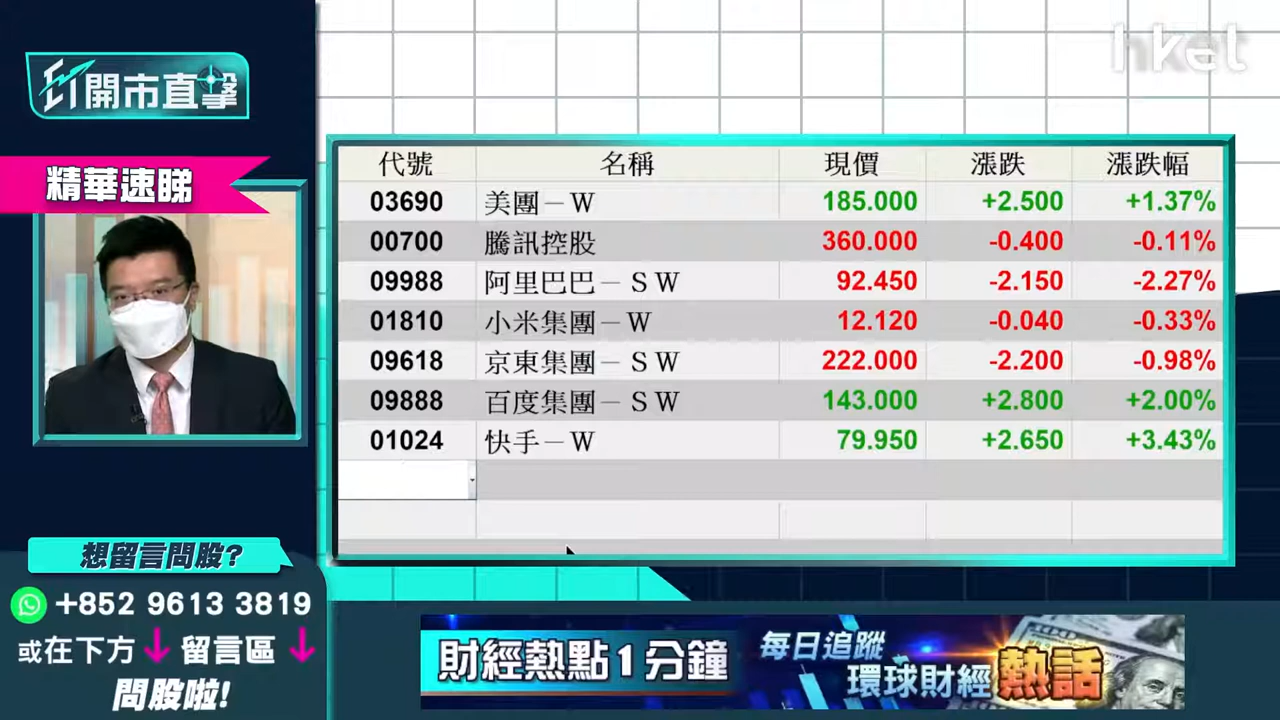 hket
ET開市直擊
精華速睇
代號 名稱 現價 漲跌 漲跌幅
03690 美團－W 185.000 +2.500 +1.37%
00700 騰訊控股 360.000 -0.400 -0.11%
09988 阿里巴巴－SW 92.450 -2.150 -2.27%
01810 小米集團－W 12.120 -0.040 -0.33%
09618 京東集團－SW 222.000 -2.200 -0.98%
09888 百度集團－SW 143.000 +2.800 +2.00%
01024 快手－W 79.950 +2.650 +3.43%
想留言問股?
+852 9613 3819
或在下方 留言區
問股啦!
財經熱點1分鐘
每日追蹤
環球財經熱話